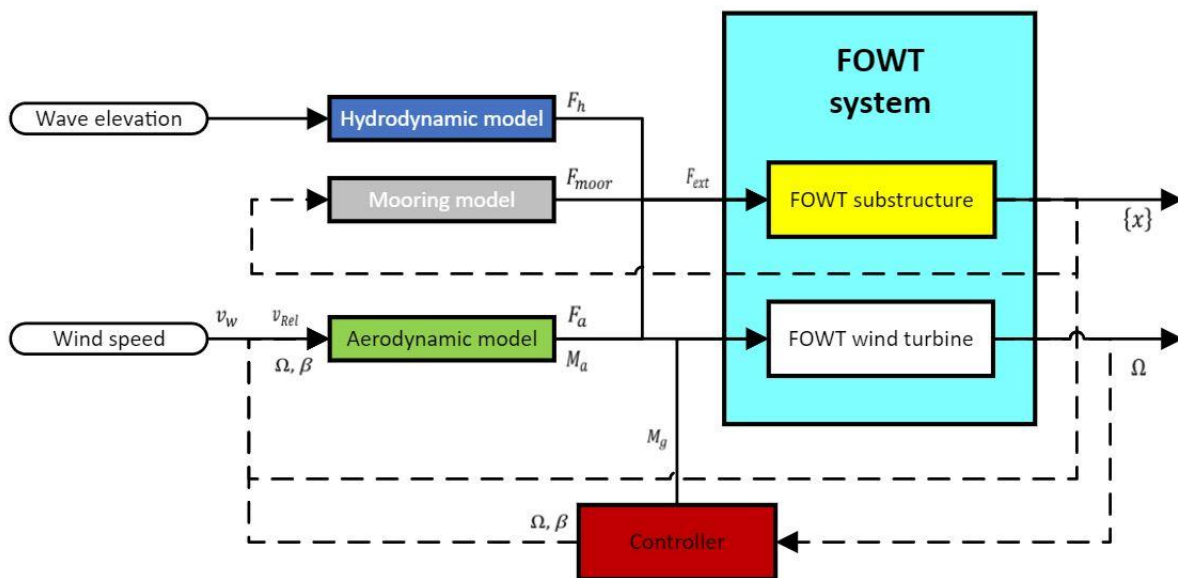 FOWT
system
Wave elevation
Hydrodynamic model
F_h
Mooring model
F_moor
F_ext
FOWT substructure
{x}
Wind speed
v_w
v_Rel
Ω, β
Aerodynamic model
F_a
M_a
FOWT wind turbine
Ω
M_g
Ω, β
Controller